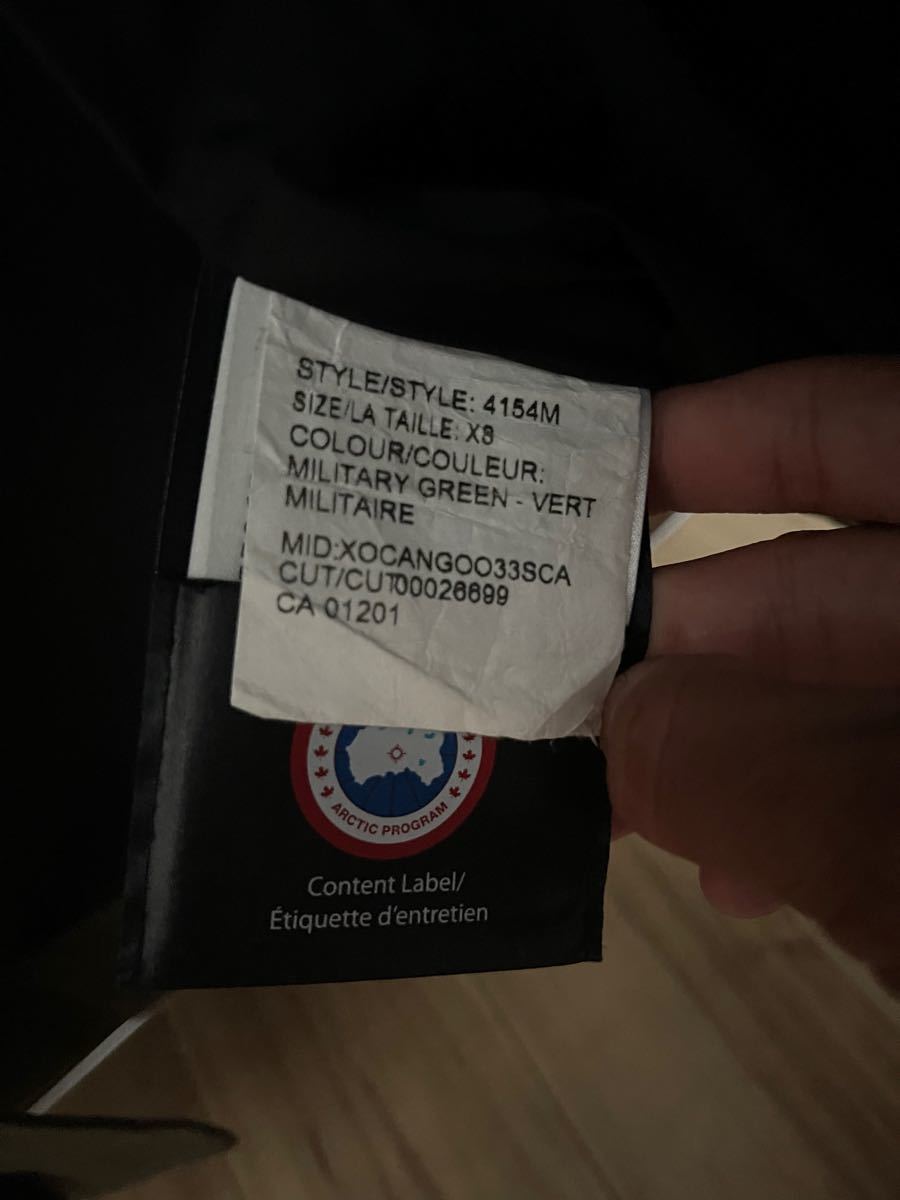 STYLE/STYLE: 4154M
SIZE/LA TAILLE: XS
COLOUR/COULEUR:
MILITARY GREEN - VERT
MILITAIRE
MID:XOCANGOO33SCA
CUT/CUT00026699
CA 01201
ARCTIC PROGRAM
Content Label/
Étiquette d'entretien